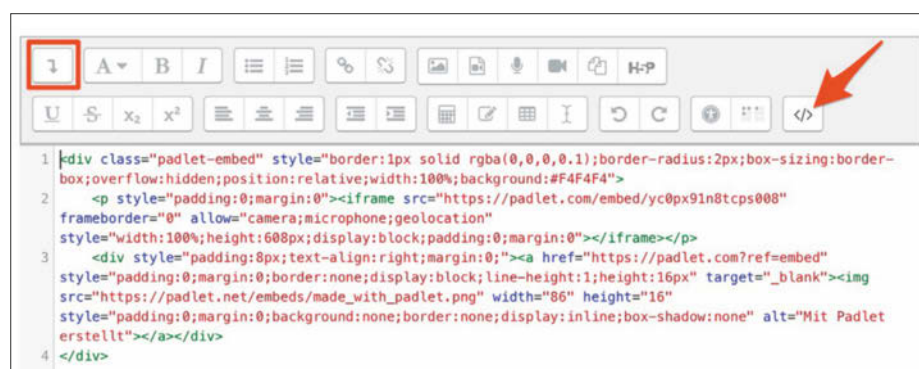 A B I H-P
U S x₂ x² </>
1 <div class="padlet-embed" style="border:1px solid rgba(0,0,0,0.1);border-radius:2px;box-sizing:border-
box;overflow:hidden;position:relative;width:100%;background:#F4F4F4">
2 <p style="padding:0;margin:0"><iframe src="https://padlet.com/embed/yc0px91n8tcps008"
frameborder="0" allow="camera;microphone;geolocation"
style="width:100%;height:608px;display:block;padding:0;margin:0"></iframe></p>
3 <div style="padding:8px;text-align:right;margin:0;"><a href="https://padlet.com?ref=embed"
style="padding:0;margin:0;border:none;display:block;line-height:1;height:16px" target="_blank"><img
src="https://padlet.net/embeds/made_with_padlet.png" width="86" height="16"
style="padding:0;margin:0;background:none;border:none;display:inline;box-shadow:none" alt="Mit Padlet
erstellt"></a></div>
4 </div>